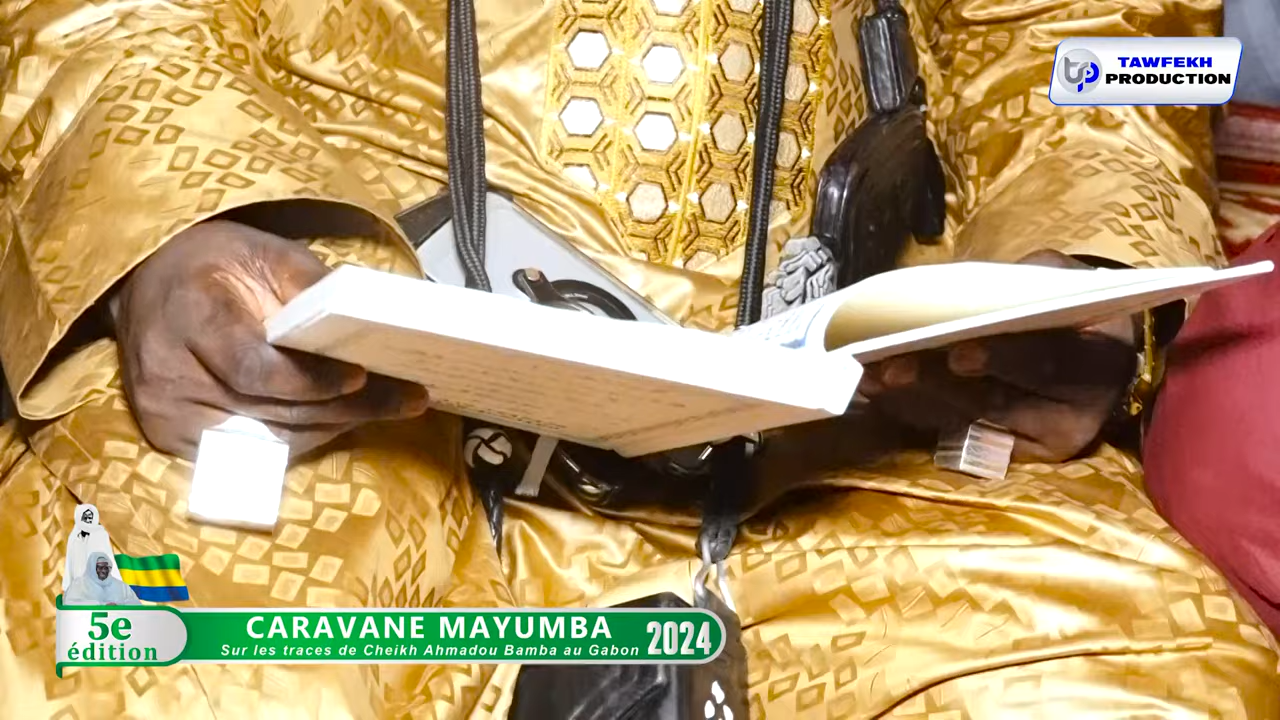 TAWFEKH
PRODUCTION
5e
édition
CARAVANE MAYUMBA
Sur les traces de Cheikh Ahmadou Bamba au Gabon
2024